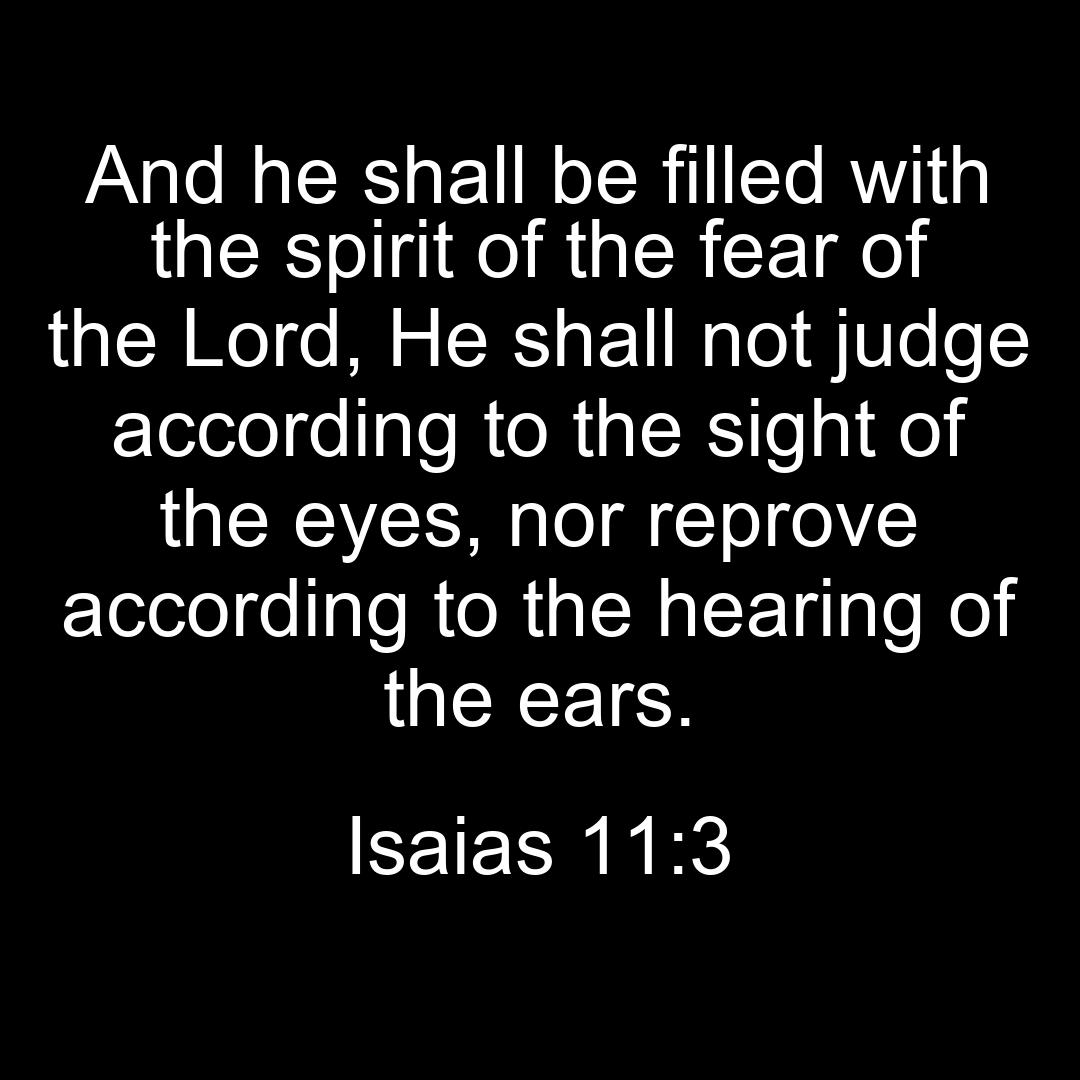 And he shall be filled with
the spirit of the fear of
the Lord, He shall not judge
according to the sight of
the eyes, nor reprove
according to the hearing of
the ears.
Isaias 11:3